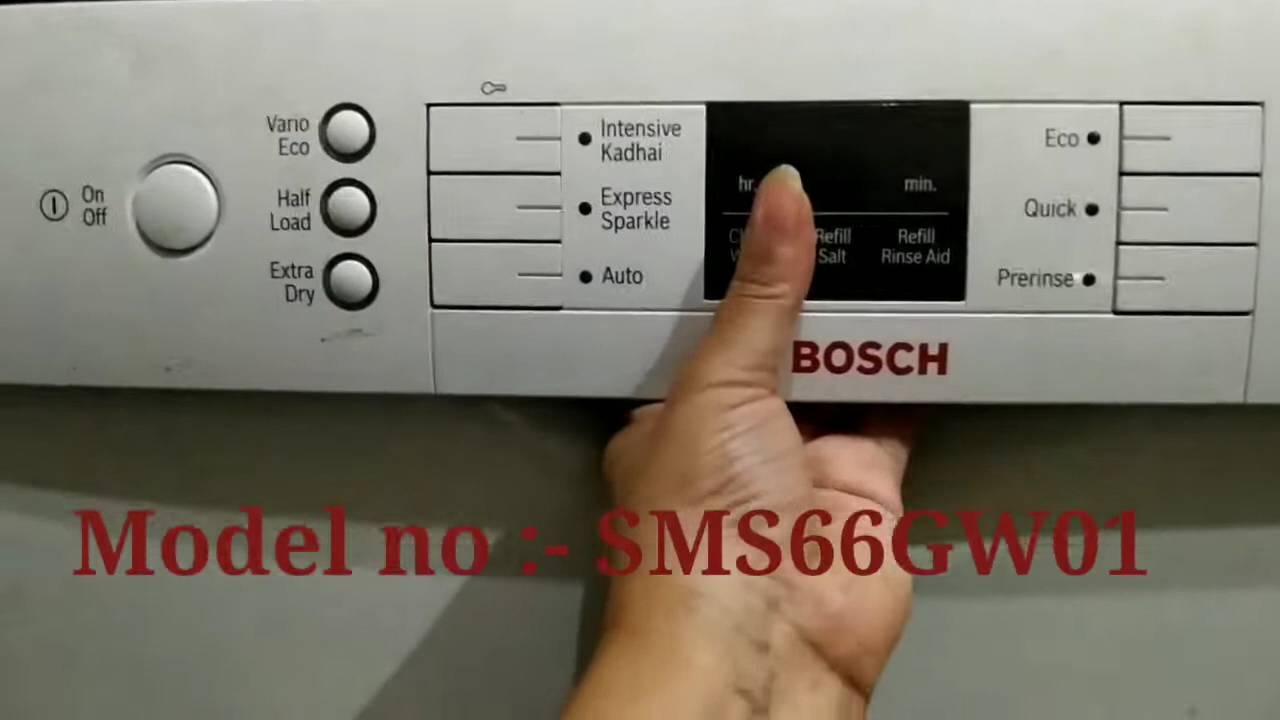 On
Off
Vario
Eco
Half
Load
Extra
Dry
Intensive
Kadhai
Express
Sparkle
Auto
hr.
min.
Refill
Salt
Refill
Rinse Aid
Eco
Quick
Prerinse
BOSCH
Model no :- SMS66GW01